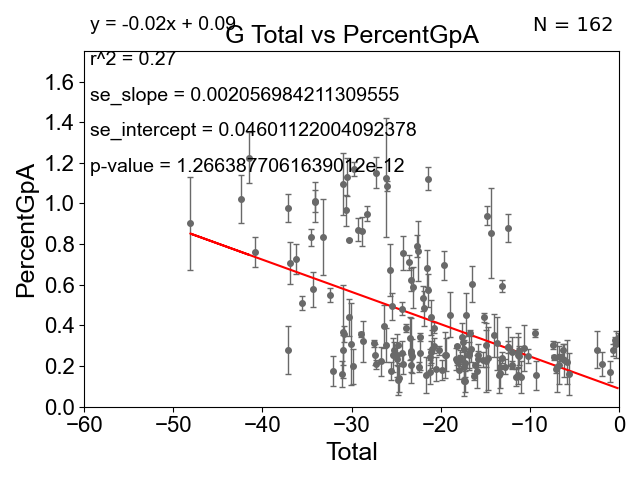 y = -0.02x + 0.09
N = 162
G Total vs PercentGpA
r^2 = 0.27
se_slope = 0.002056984211309555
se_intercept = 0.04601122004092378
p-value = 1.2663877061639012e-12
PercentGpA
1.6
1.4
1.2
1.0
0.8
0.6
0.4
0.2
0.0
−60
−50
−40
−30
−20
−10
0
Total